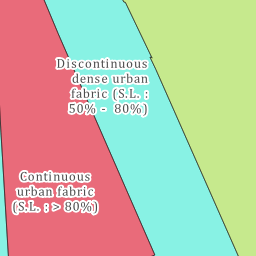 Discontinuous
dense urban
fabric (S.L. :
50% - 80%)
Continuous
urban fabric
(S.L. : > 80%)